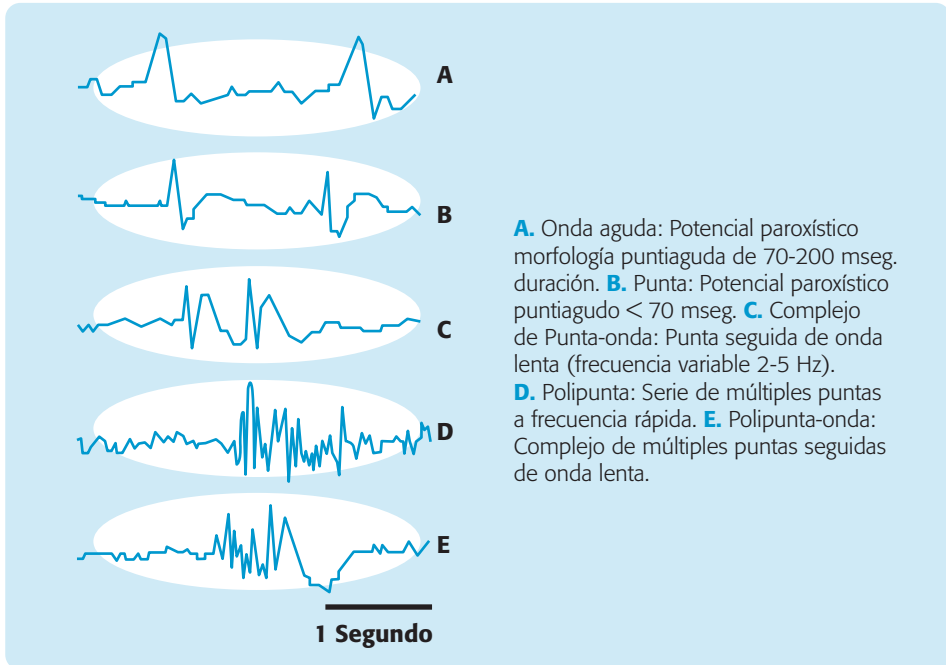 A
B
C
D
E
1 Segundo
A. Onda aguda: Potencial paroxístico
morfología puntiaguda de 70-200 mseg.
duración. B. Punta: Potencial paroxístico
puntiagudo < 70 mseg. C. Complejo
de Punta-onda: Punta seguida de onda
lenta (frecuencia variable 2-5 Hz).
D. Polipunta: Serie de múltiples puntas
a frecuencia rápida. E. Polipunta-onda:
Complejo de múltiples puntas seguidas
de onda lenta.